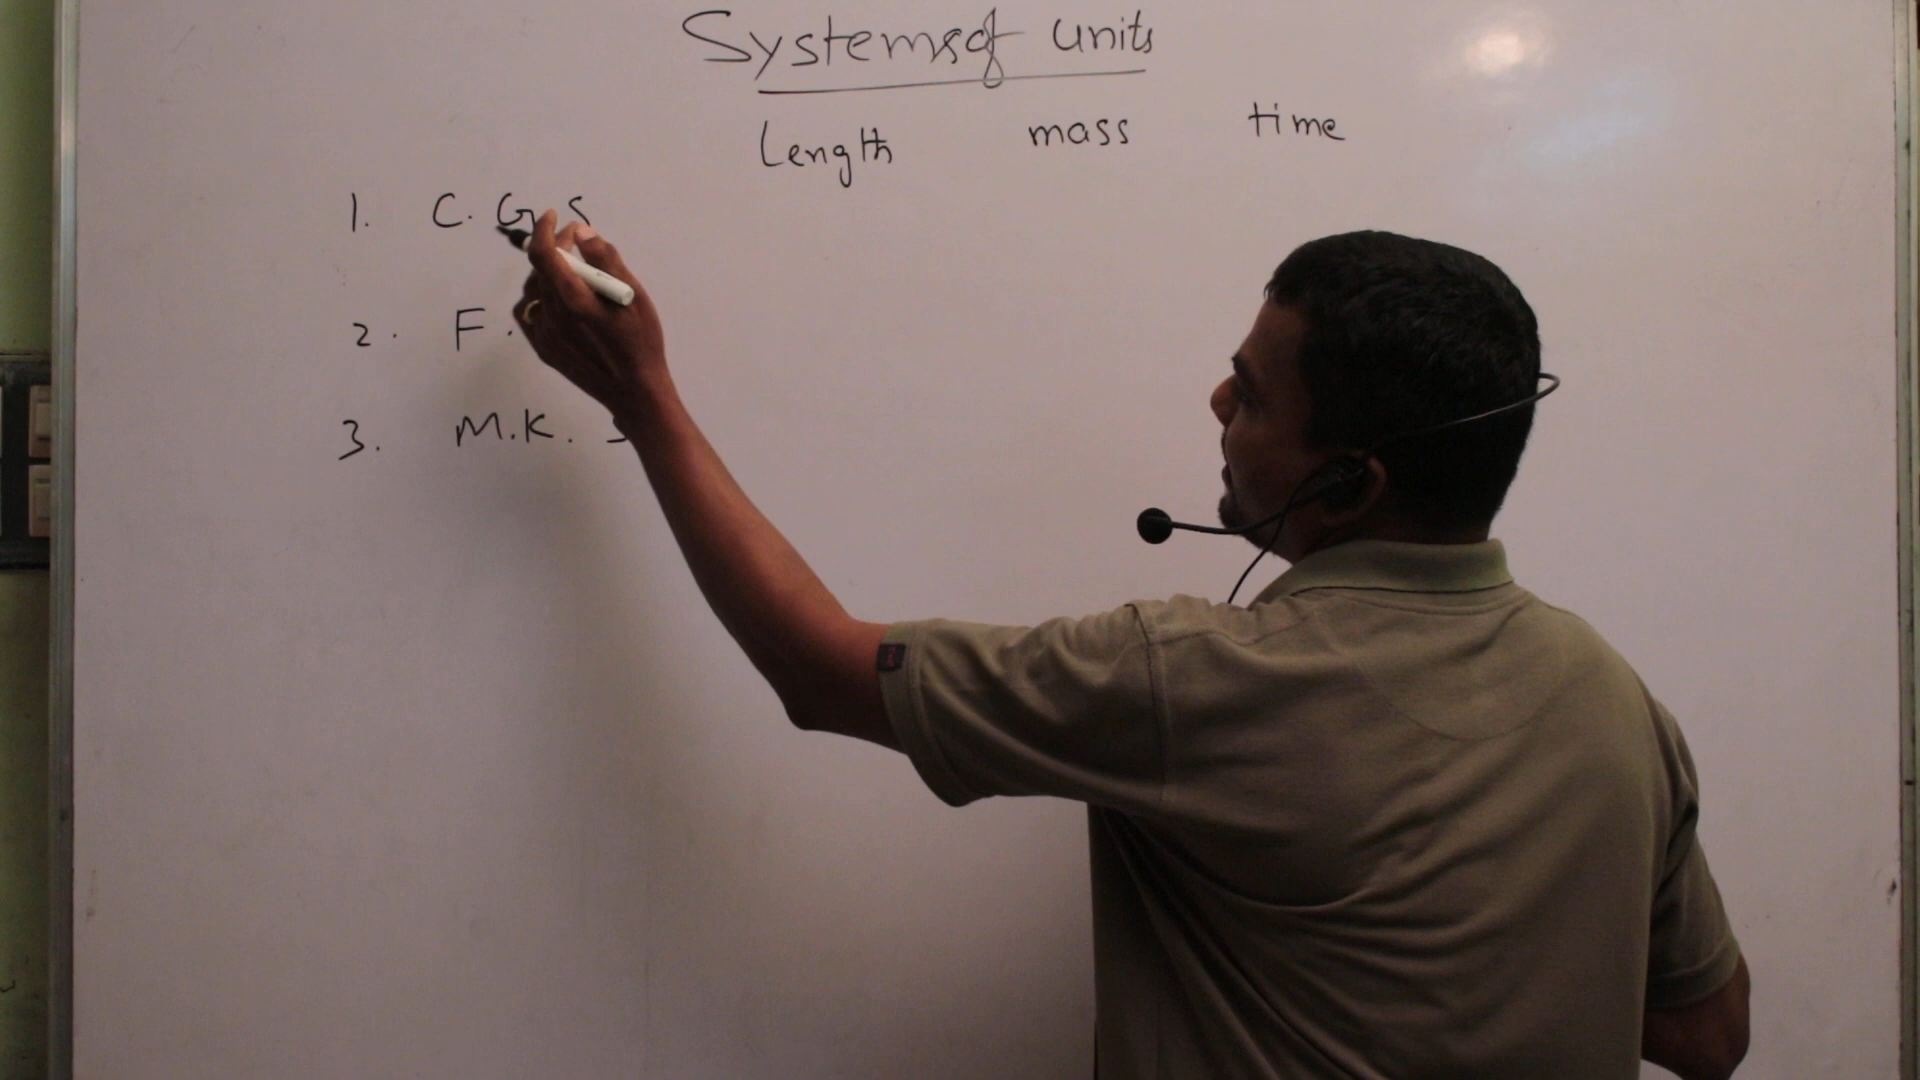 Systems of units
Length mass time
1. C. G. S
2. F.
3. M.K. S